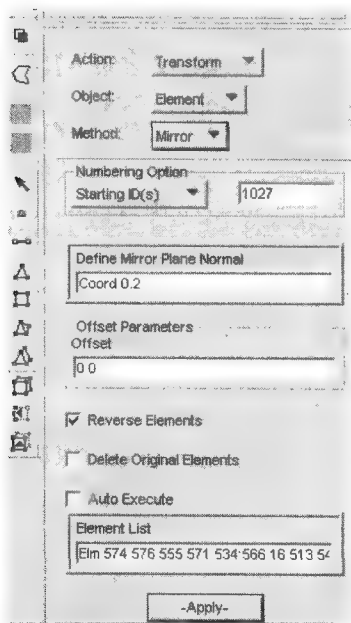 Action: Transform
Object: Element
Method: Mirror
Numbering Option
Starting ID(s) 1027
Define Mirror Plane Normal
Coord 0.2
Offset Parameters
Offset
0 0
Reverse Elements
Delete Original Elements
Auto Execute
Element List
Elm 574 576 555 571 534:566 16 513 54
-Apply-